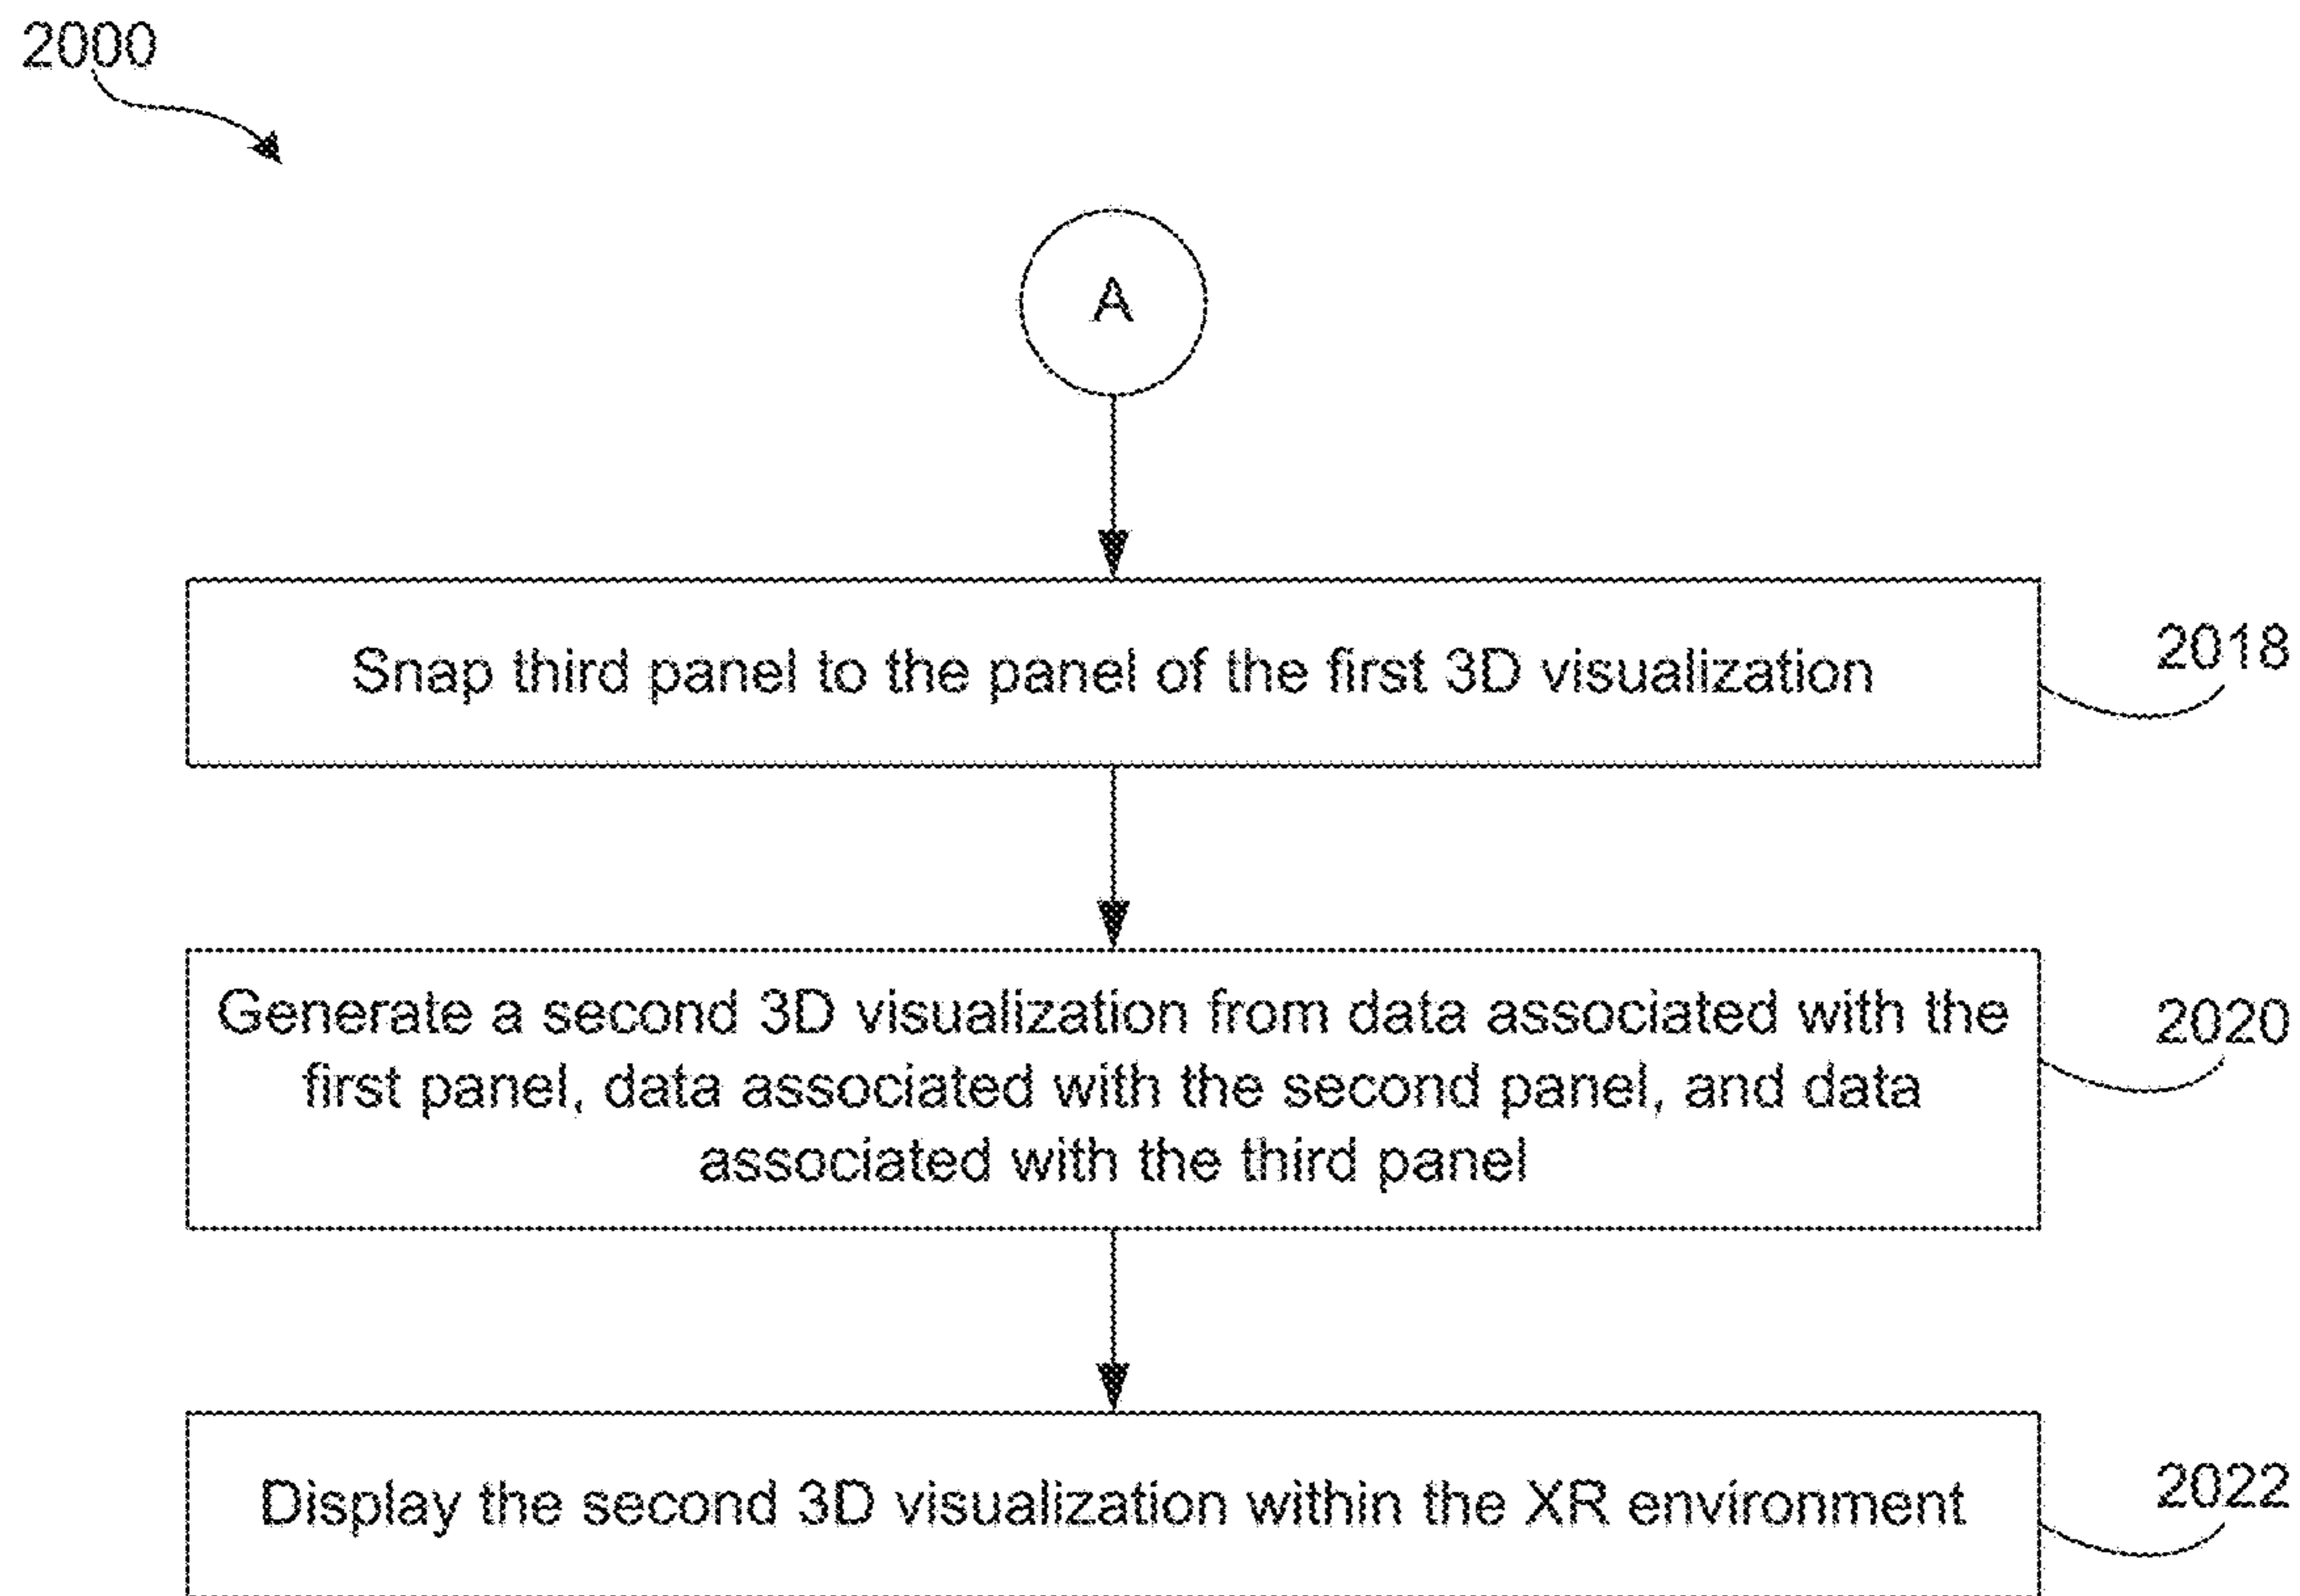 2000
A
Snap third panel to the panel of the first 3D visualization
2018
Generate a second 3D visualization from data associated with the
first panel, data associated with the second panel, and data
associated with the third panel
2020
Display the second 3D visualization within the XR environment
2022